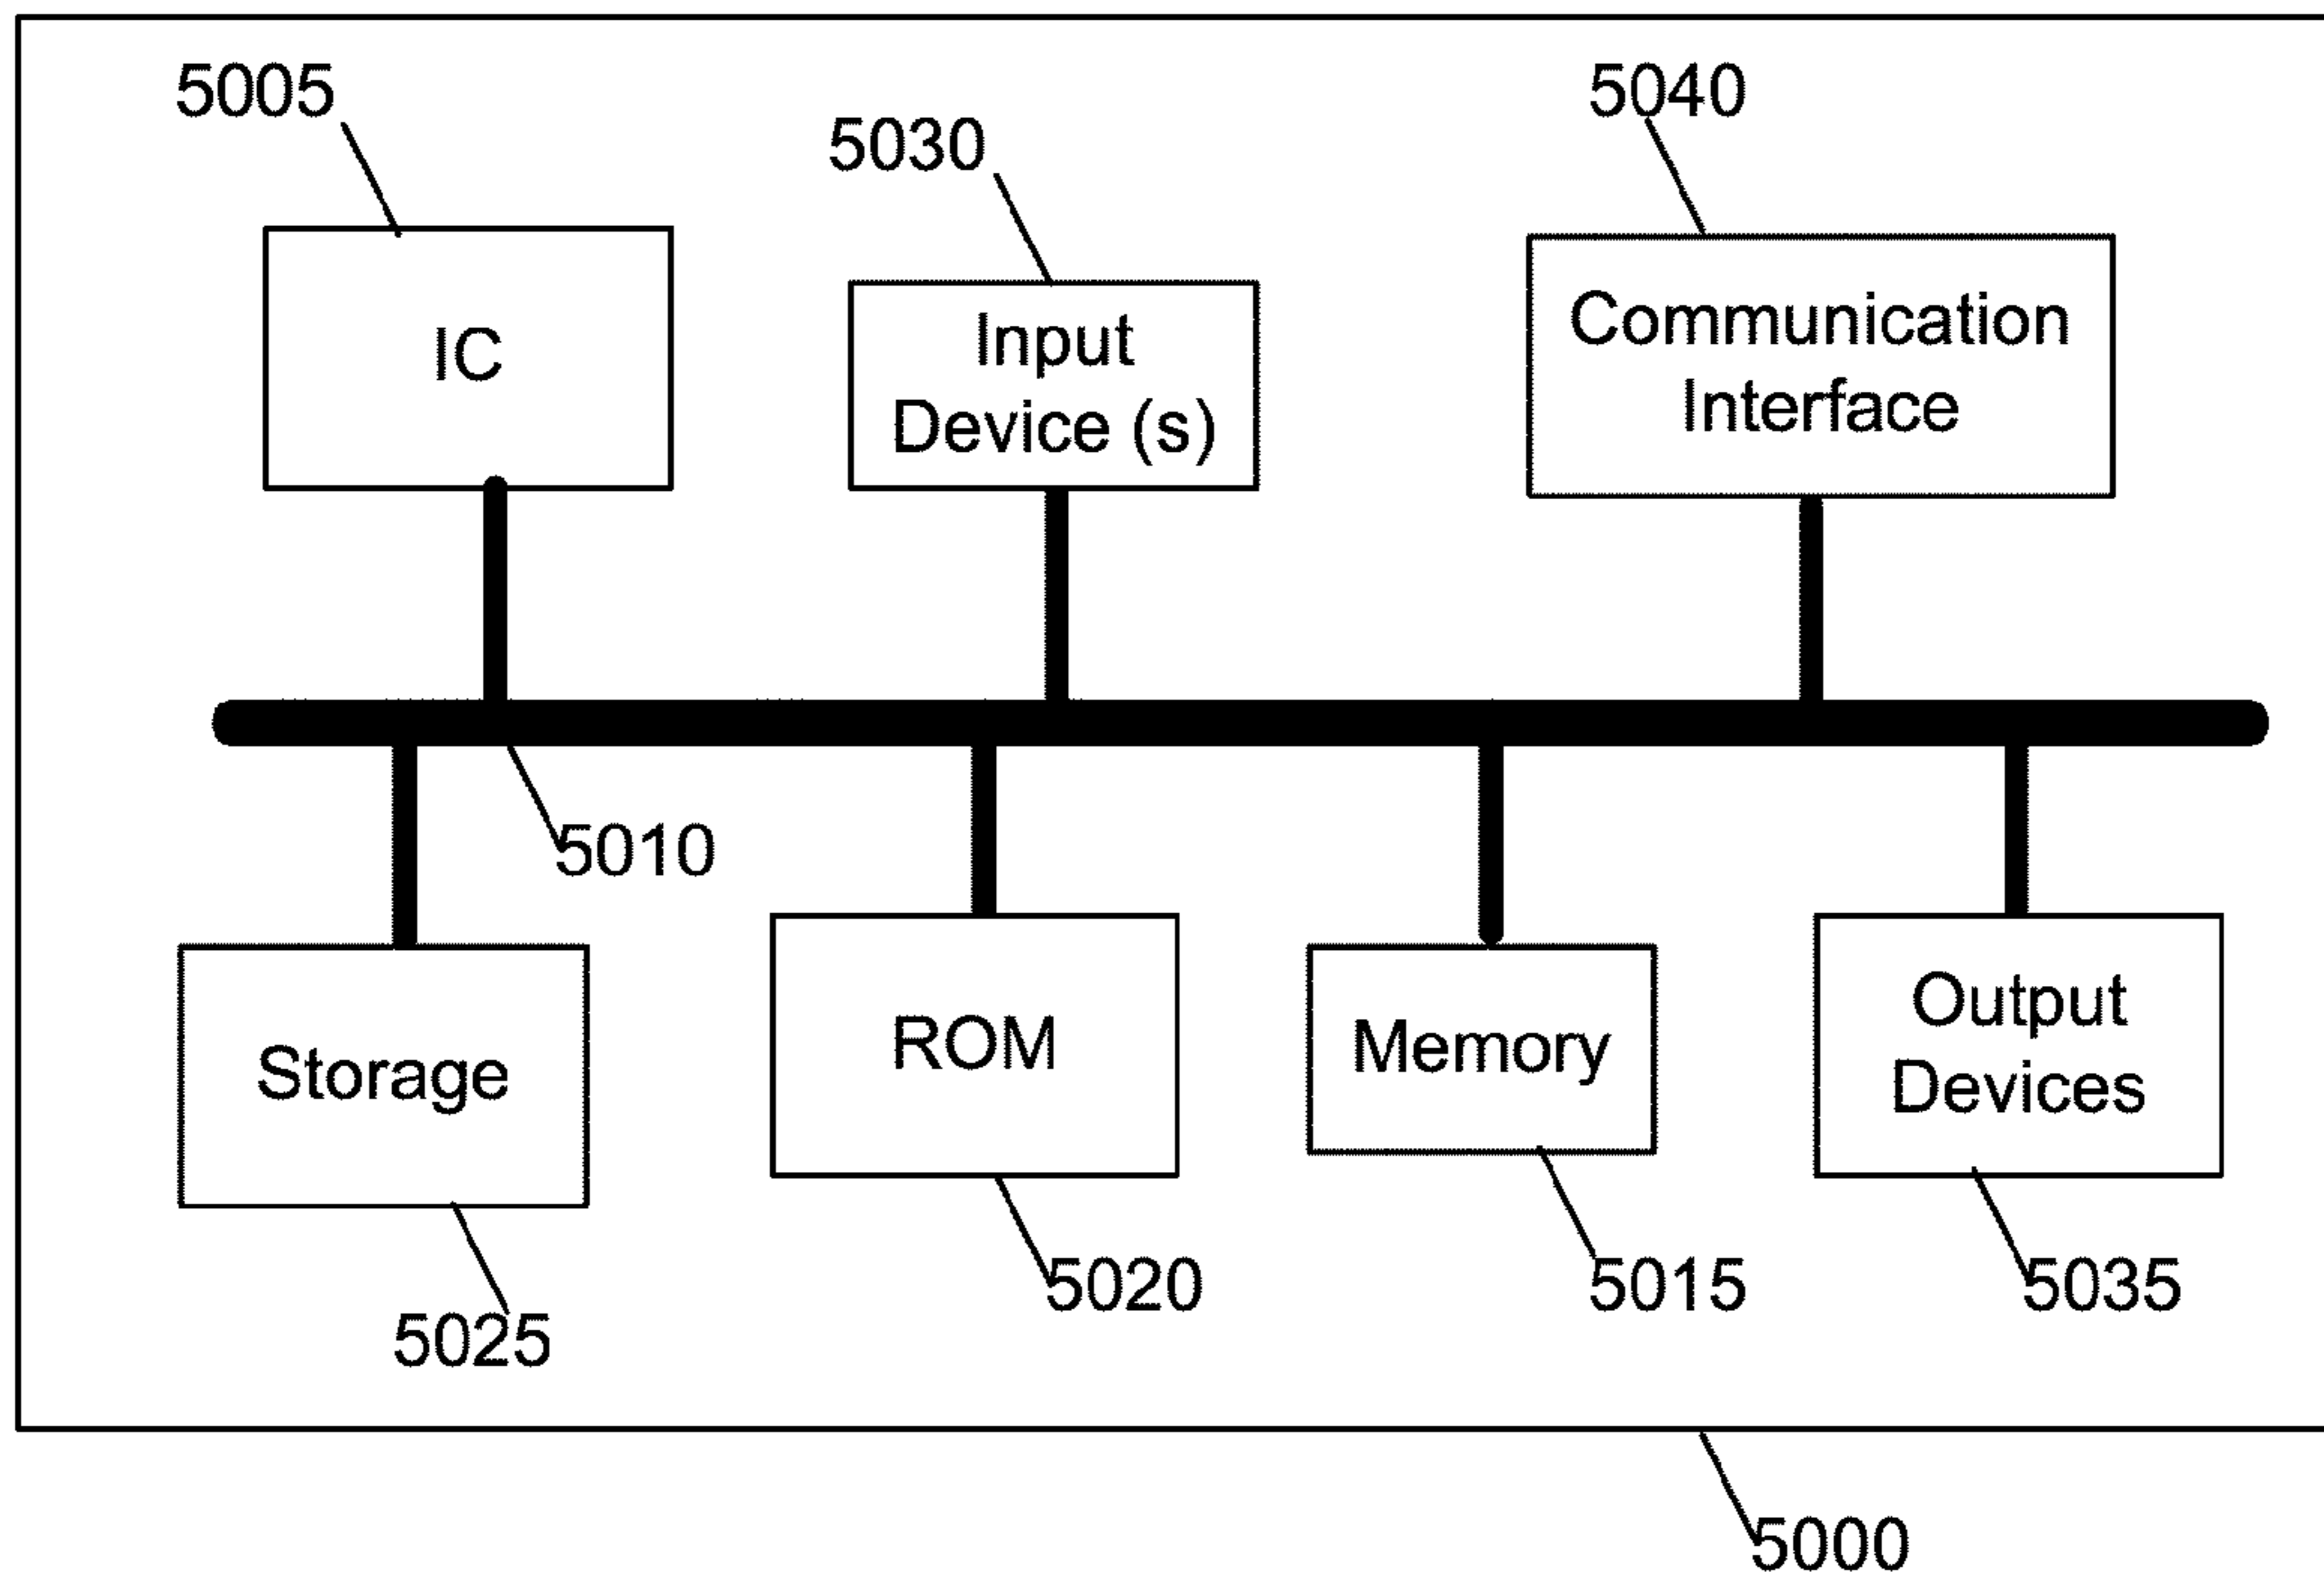 5005
5030
5040
IC
Input
Device (s)
Communication
Interface
5010
Storage
ROM
Memory
Output
Devices
5025
5020
5015
5035
5000